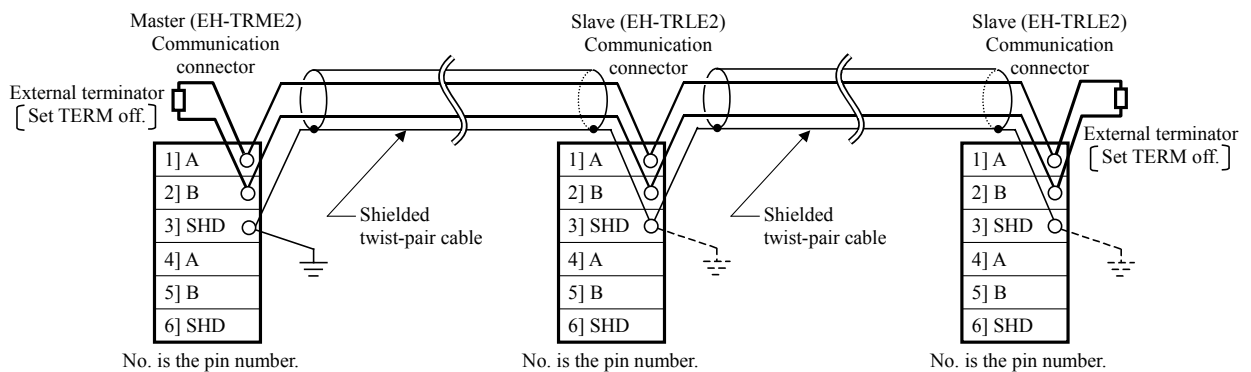 Master (EH-TRME2)
Communication
connector
Slave (EH-TRLE2)
Communication
connector
Slave (EH-TRLE2)
Communication
connector
External terminator
[ Set TERM off. ]
External terminator
[ Set TERM off. ]
1] A
2] B
3] SHD
4] A
5] B
6] SHD
No. is the pin number.
Shielded
twist-pair cable
1] A
2] B
3] SHD
4] A
5] B
6] SHD
No. is the pin number.
Shielded
twist-pair cable
1] A
2] B
3] SHD
4] A
5] B
6] SHD
No. is the pin number.